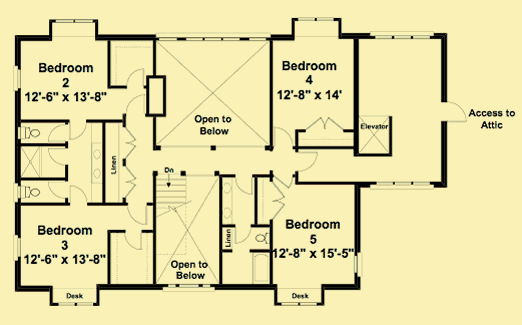 Bedroom
2
12'-6" x 13'-8"
Bedroom
4
12'-8" x 14'
Open to
Below
Elevator
Access to
Attic
Linen
Dn
Bedroom
3
12'-6" x 13'-8"
Open to
Below
Linen
Bedroom
5
12'-8" x 15'-5"
Desk
Desk